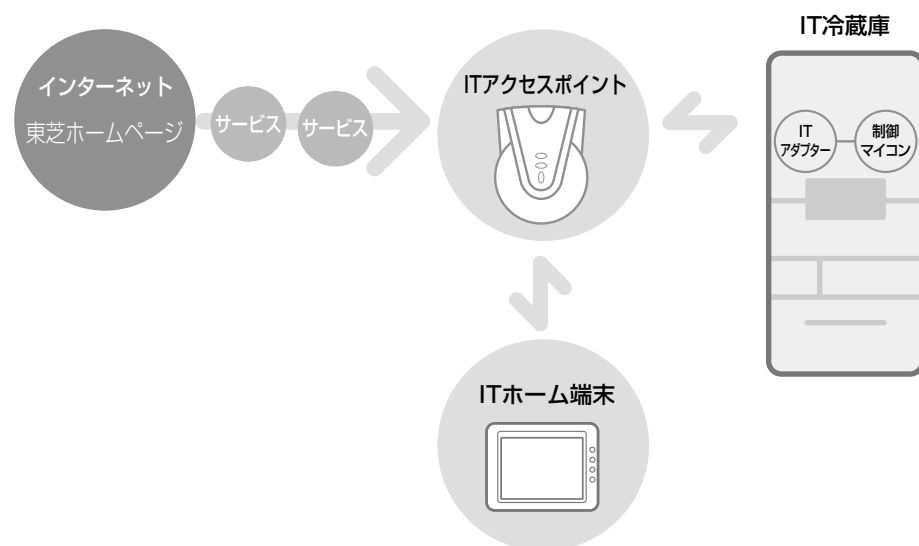 IT冷蔵庫
インターネット
東芝ホームページ
サービス
サービス
ITアクセスポイント
IT
アダプター
制御
マイコン
ITホーム端末